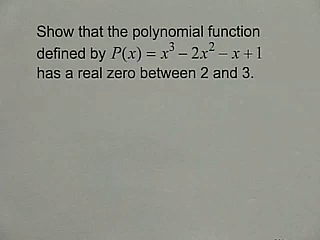 Show that the polynomial function
defined by P(x) = x³ − 2x² − x + 1
has a real zero between 2 and 3.